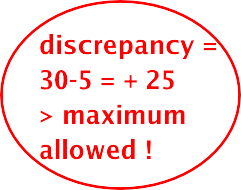 discrepancy =
30-5 = + 25
> maximum
allowed !